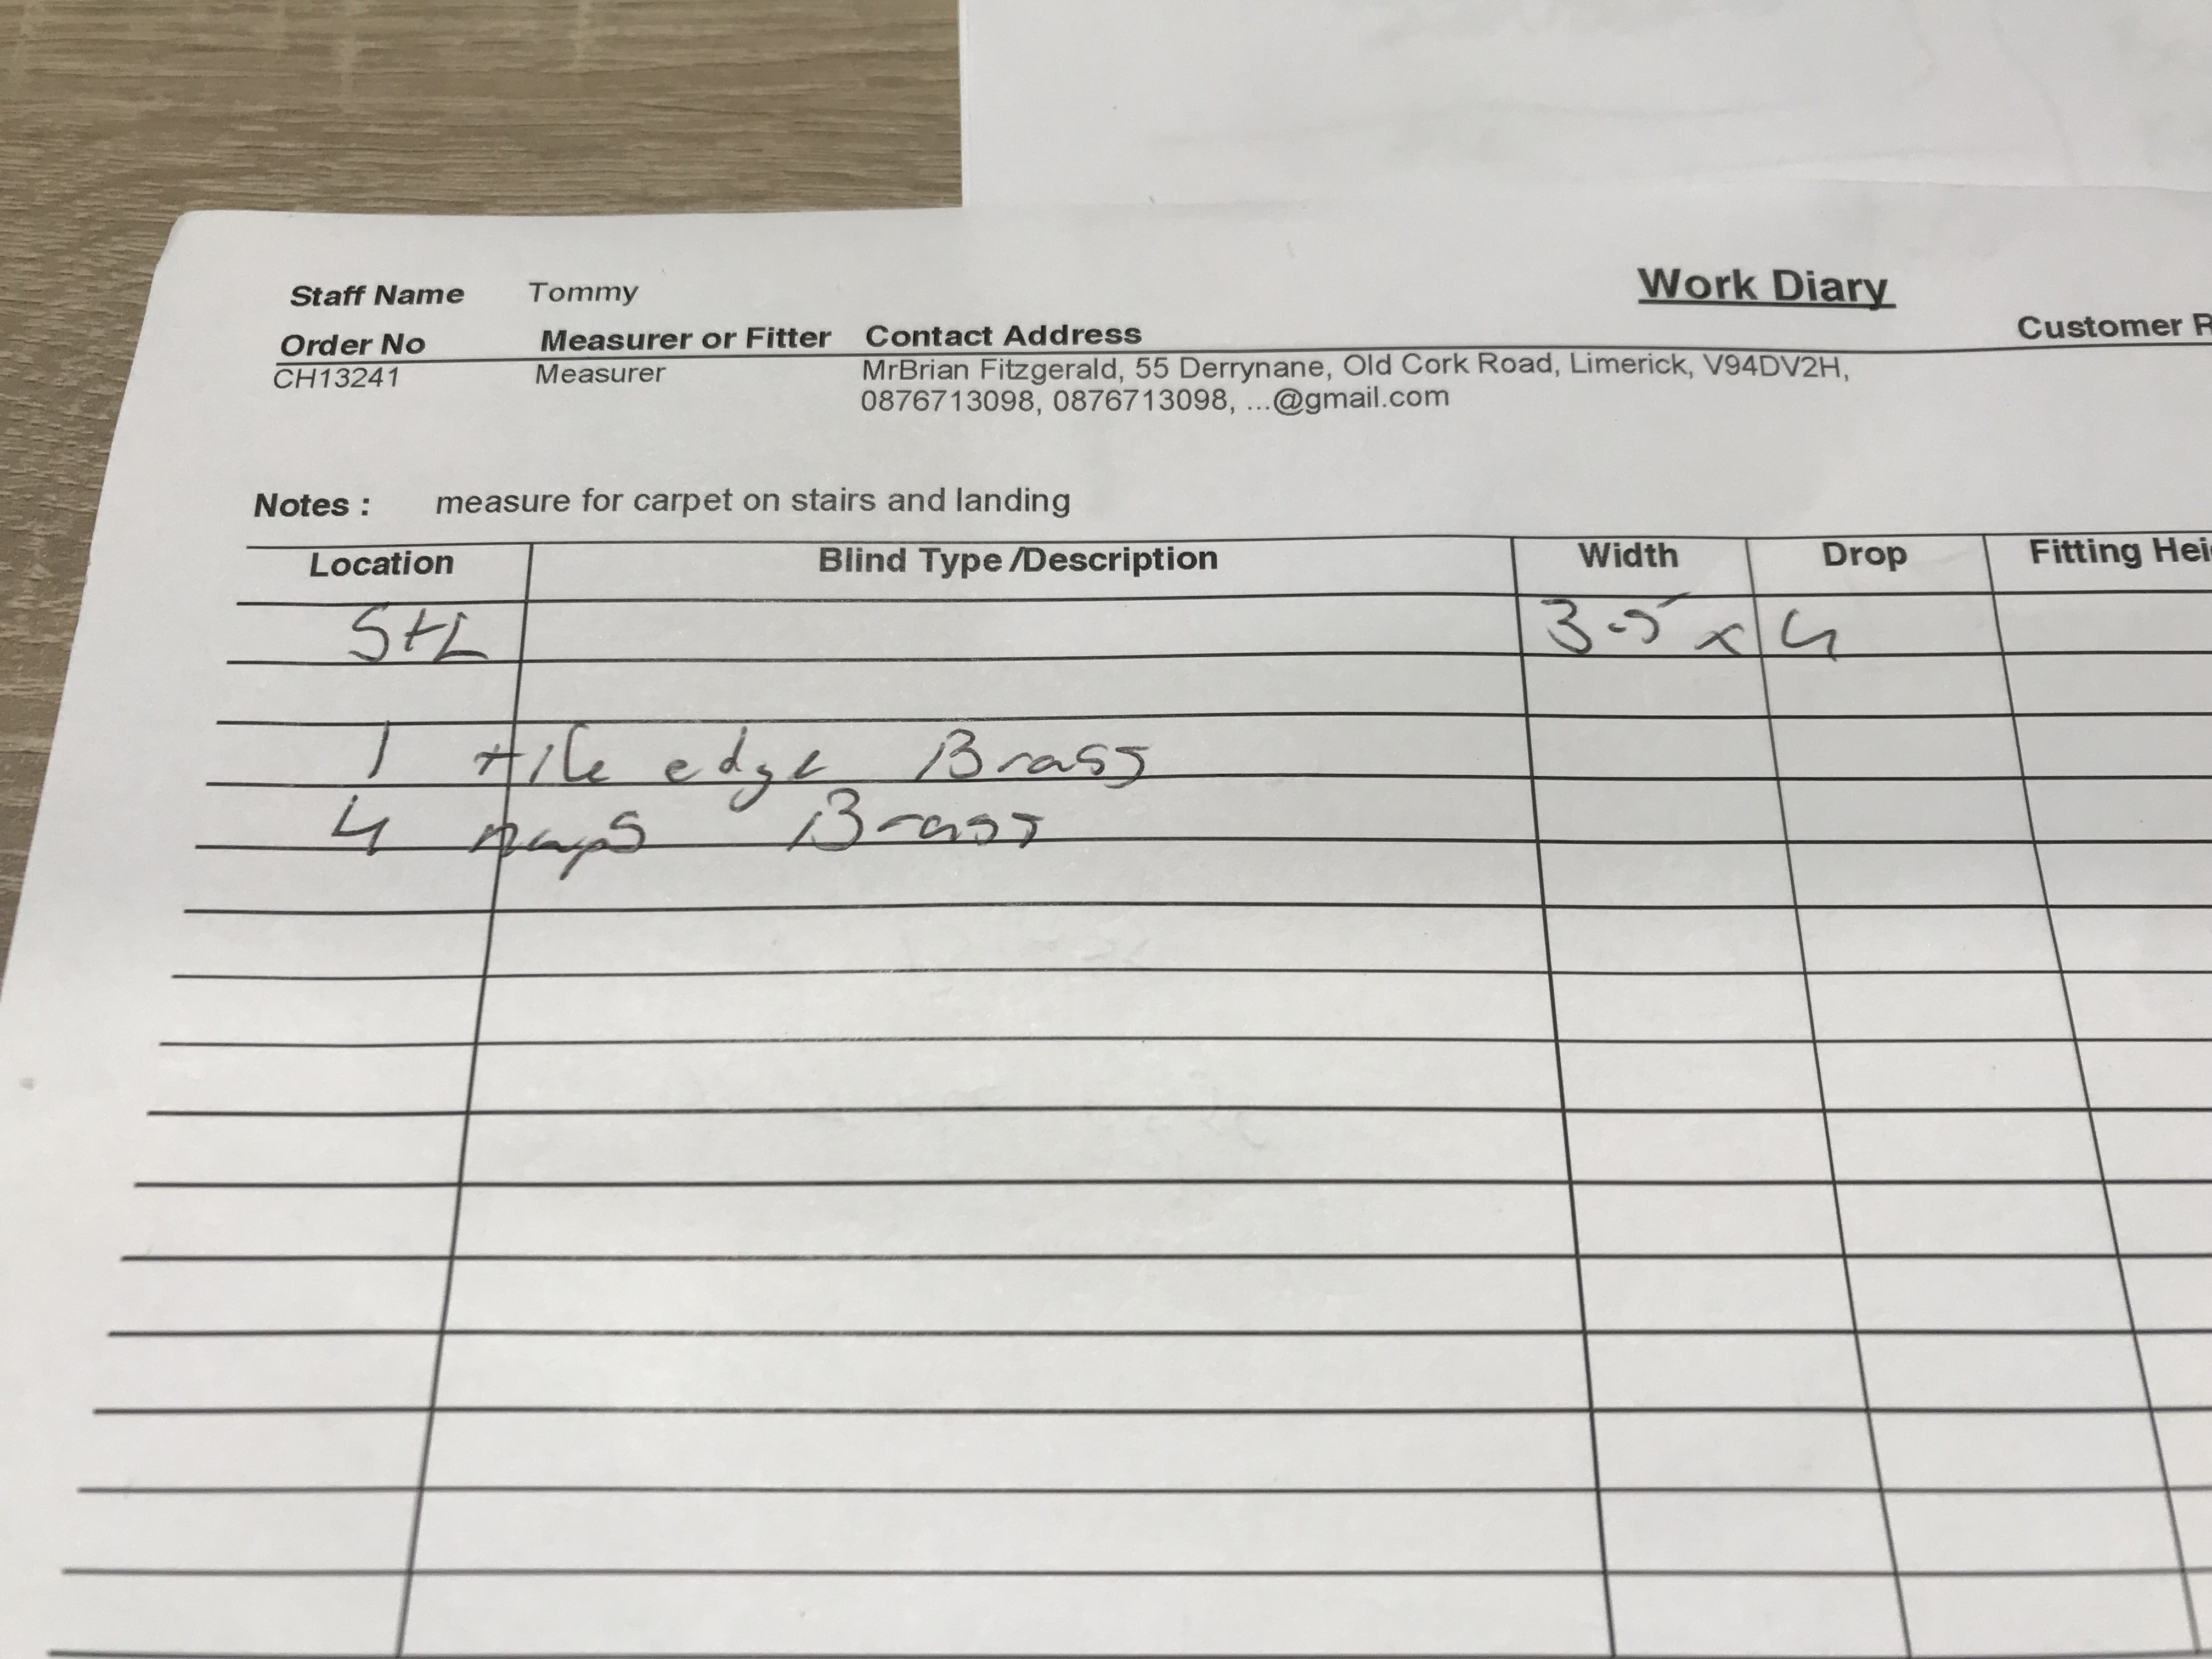 Work Diary
Staff Name Tommy
Order No Measurer or Fitter Contact Address Customer R
CH13241 Measurer MrBrian Fitzgerald, 55 Derrynane, Old Cork Road, Limerick, V94DV2H,
0876713098, 0876713098, ...@gmail.com
Notes : measure for carpet on stairs and landing
Location Blind Type /Description Width Drop Fitting Hei
S+L 3.5 x 4
1 tile edge Brass
4 naps Brass